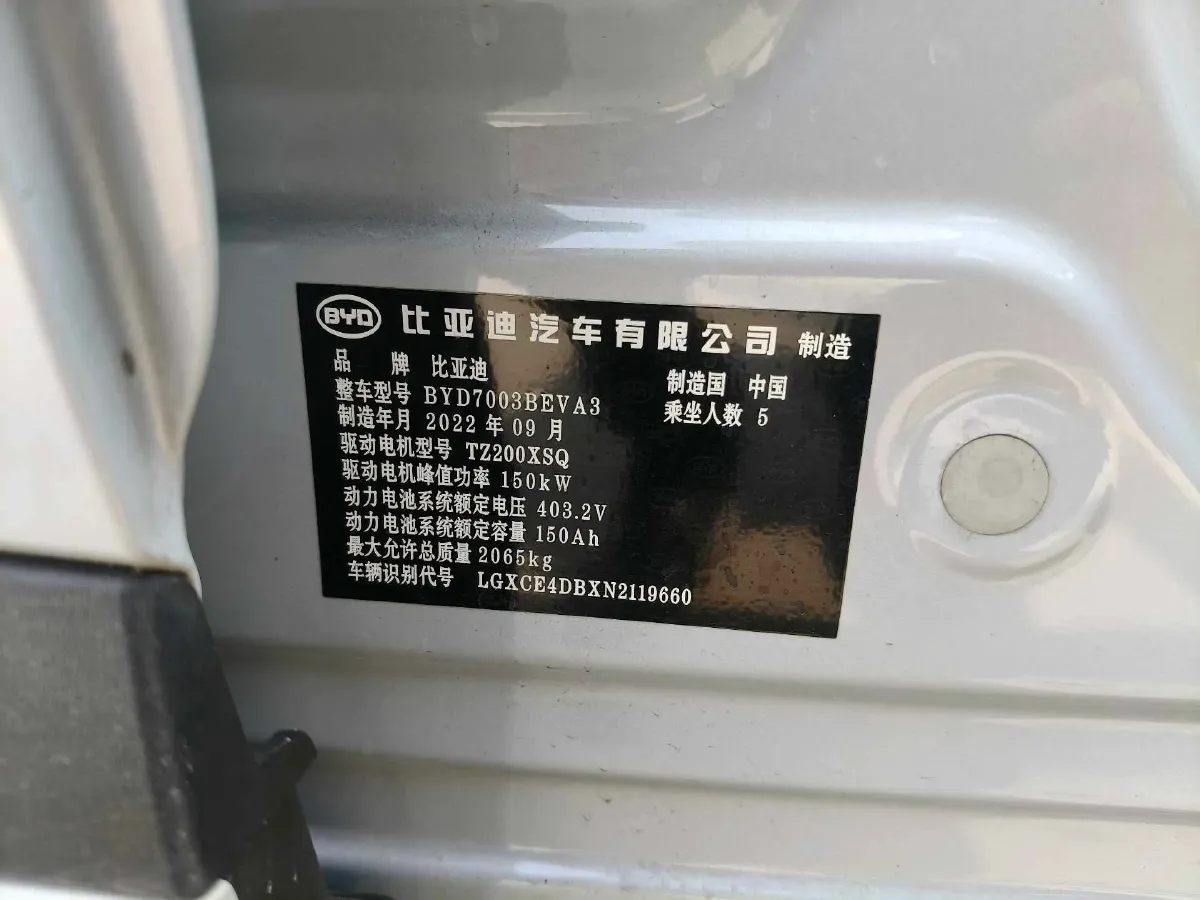 BYD 比亚迪汽车有限公司 制造
品 牌 比亚迪
制造国 中国
整车型号 BYD7003BEVA3
乘坐人数 5
制造年月 2022 年 09 月
驱动电机型号 TZ200XSQ
驱动电机峰值功率 150kW
动力电池系统额定电压 403.2V
动力电池系统额定容量 150Ah
最大允许总质量 2065kg
车辆识别代号 LGXCE4DBXN2119660